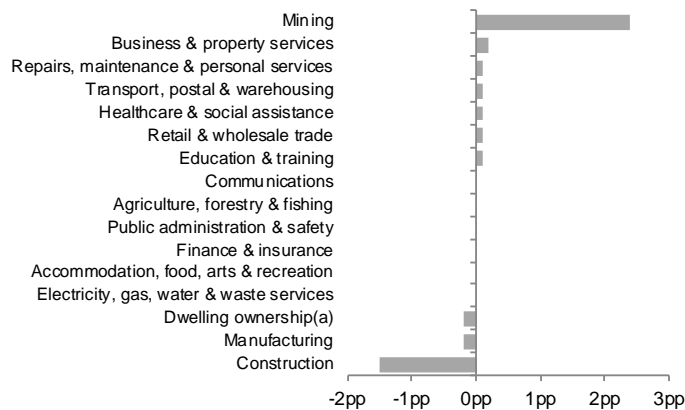 Mining
Business & property services
Repairs, maintenance & personal services
Transport, postal & warehousing
Healthcare & social assistance
Retail & wholesale trade
Education & training
Communications
Agriculture, forestry & fishing
Public administration & safety
Finance & insurance
Accommodation, food, arts & recreation
Electricity, gas, water & waste services
Dwelling ownership(a)
Manufacturing
Construction
-2pp -1pp 0pp 1pp 2pp 3pp